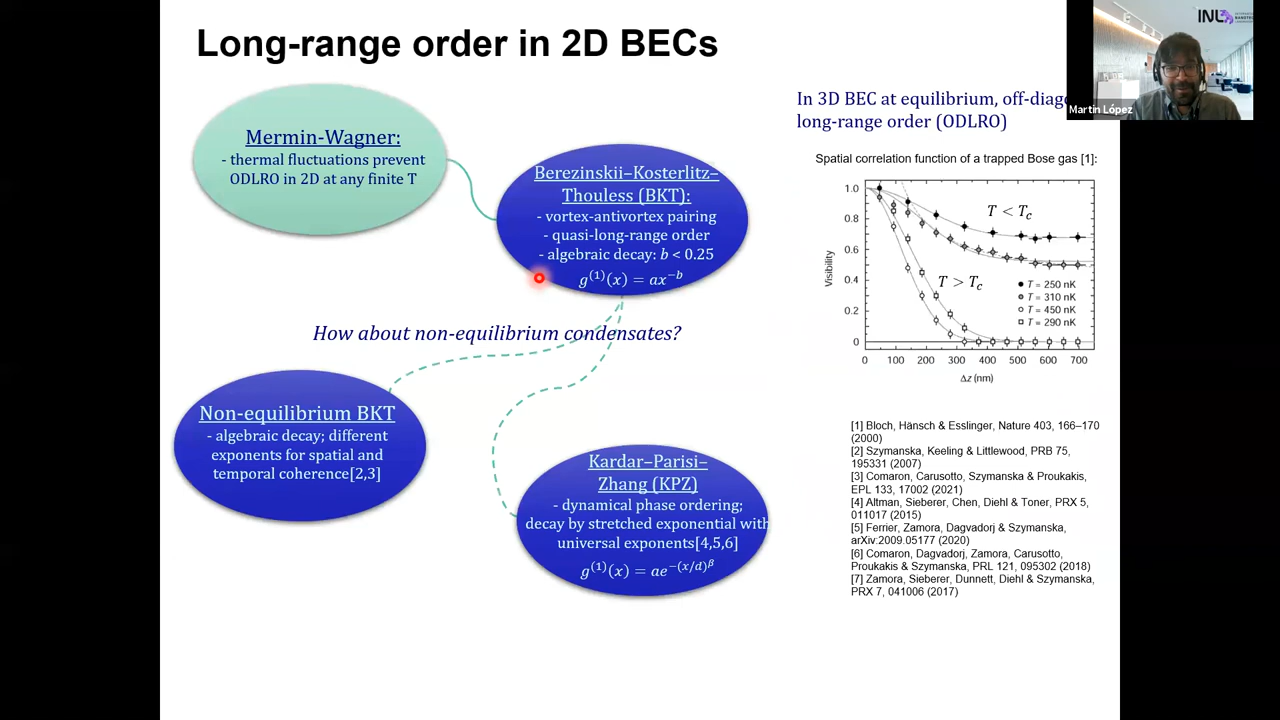 Long-range order in 2D BECs
INL
Martin López
In 3D BEC at equilibrium, off-diag
long-range order (ODLRO)
Mermin-Wagner:
- thermal fluctuations prevent
ODLRO in 2D at any finite T
Berezinskii–Kosterlitz–
Thouless (BKT):
- vortex-antivortex pairing
- quasi-long-range order
- algebraic decay: b < 0.25
g⁽¹⁾(x) = ax⁻ᵇ
Spatial correlation function of a trapped Bose gas [1]:
1.0
0.8
0.6
0.4
0.2
0
Visibility
T < Tc
T > Tc
T = 250 nK
T = 310 nK
T = 450 nK
T = 290 nK
0 100 200 300 400 500 600 700
Δz (nm)
How about non-equilibrium condensates?
Non-equilibrium BKT
- algebraic decay; different
exponents for spatial and
temporal coherence[2,3]
Kardar–Parisi–
Zhang (KPZ)
- dynamical phase ordering;
decay by stretched exponential with
universal exponents[4,5,6]
g⁽¹⁾(x) = ae^−(x/d)^β
[1] Bloch, Hänsch & Esslinger, Nature 403, 166–170
(2000)
[2] Szymanska, Keeling & Littlewood, PRB 75,
195331 (2007)
[3] Comaron, Carusotto, Szymanska & Proukakis,
EPL 133, 17002 (2021)
[4] Altman, Sieberer, Chen, Diehl & Toner, PRX 5,
011017 (2015)
[5] Ferrier, Zamora, Dagvadorj & Szymanska,
arXiv:2009.05177 (2020)
[6] Comaron, Dagvadorj, Zamora, Carusotto,
Proukakis & Szymanska, PRL 121, 095302 (2018)
[7] Zamora, Sieberer, Dunnett, Diehl & Szymanska,
PRX 7, 041006 (2017)